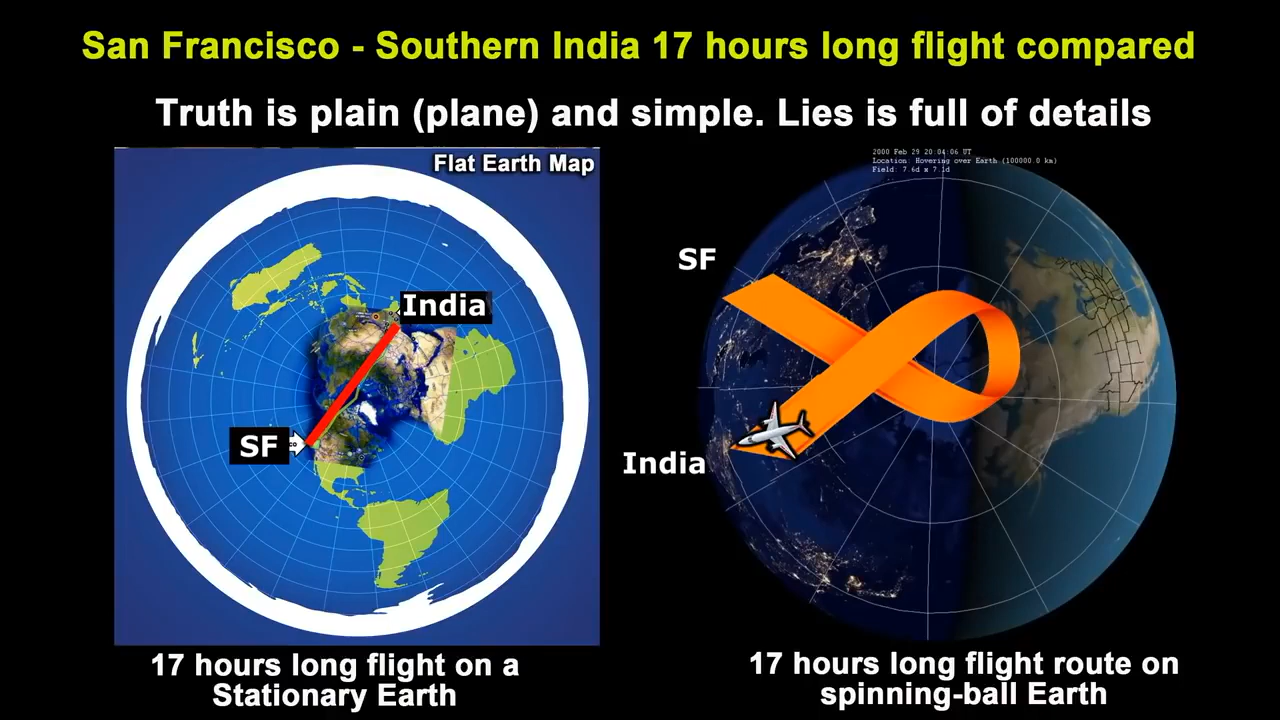 San Francisco - Southern India 17 hours long flight compared
Truth is plain (plane) and simple. Lies is full of details
Flat Earth Map
2000 Feb 29 20:04:06 UT
Location: Hovering over Earth (100000.0 km)
Field: 7.6d x 7.1d
SF
India
SF
India
17 hours long flight on a
Stationary Earth
17 hours long flight route on
spinning-ball Earth